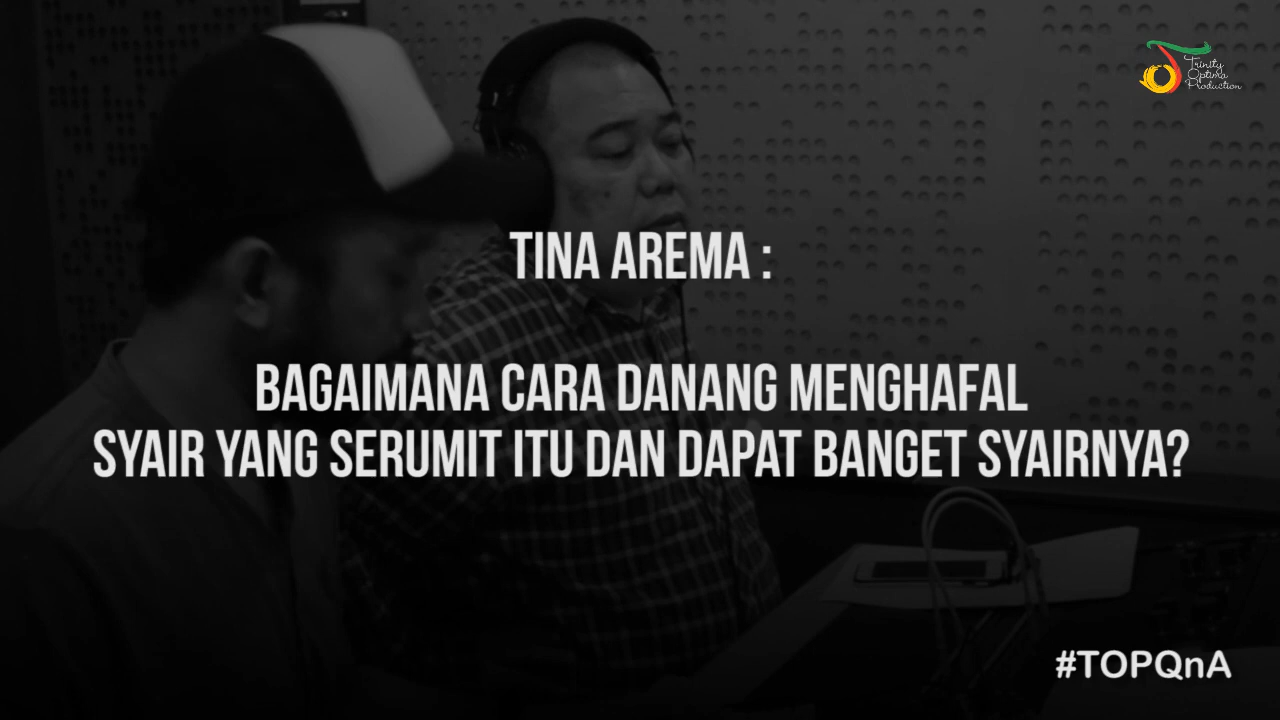 Trinity
Optima
Production
TINA AREMA :
BAGAIMANA CARA DANANG MENGHAFAL
SYAIR YANG SERUMIT ITU DAN DAPAT BANGET SYAIRNYA?
#TOPQnA